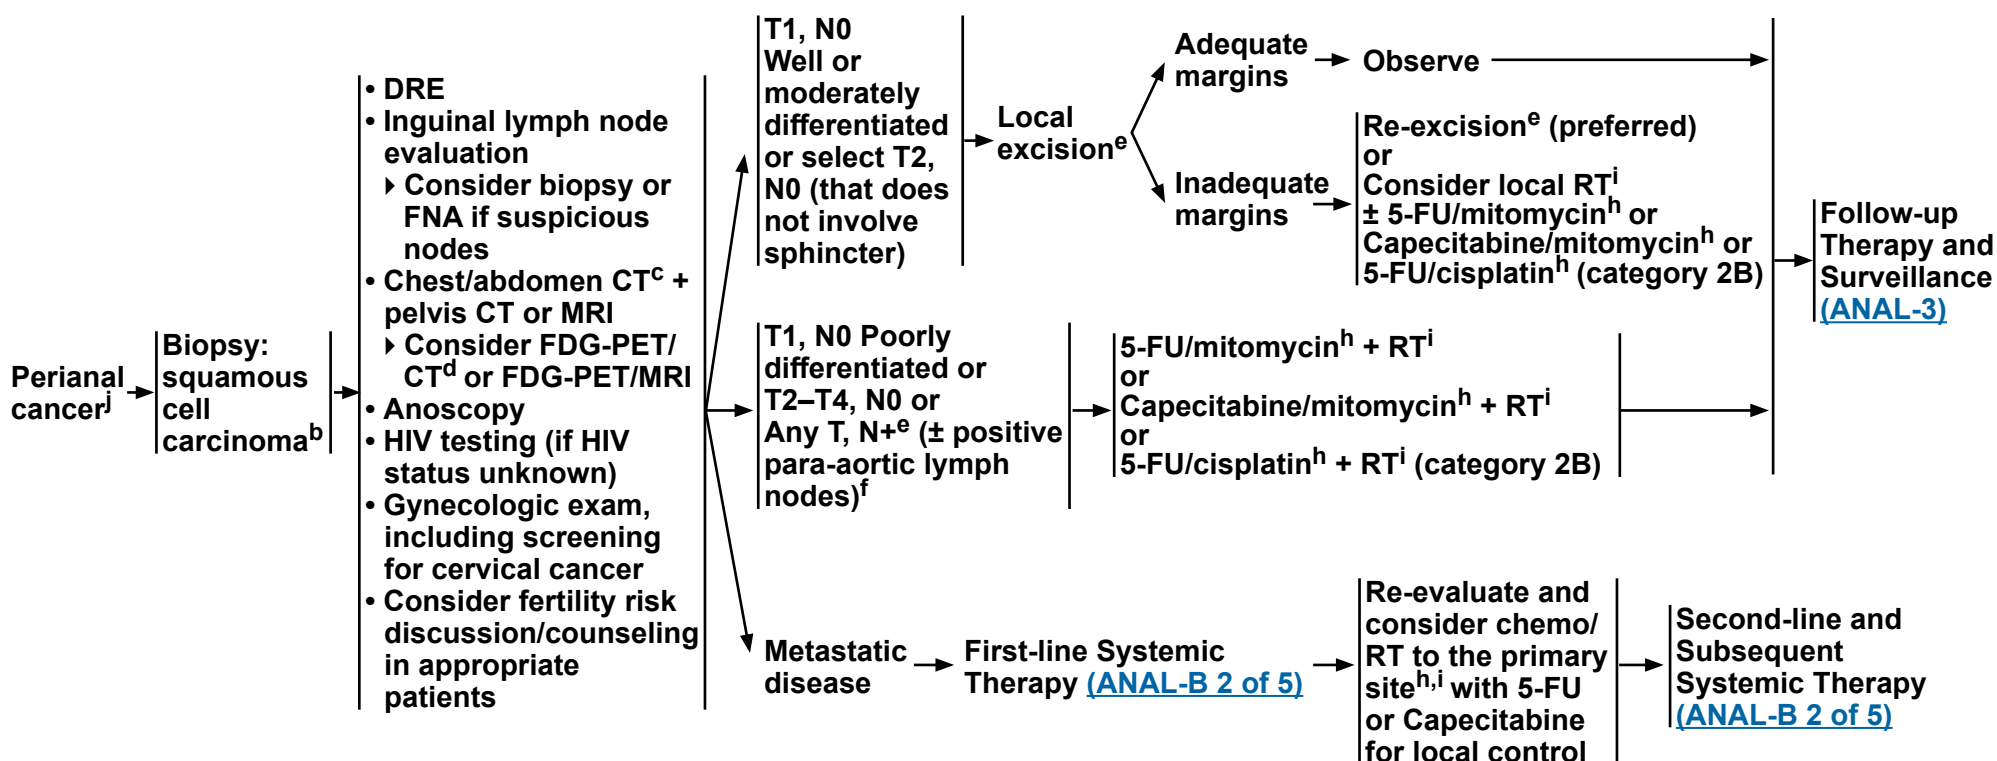 Perianal
cancerj
Biopsy:
squamous
cell
carcinomab
• DRE
• Inguinal lymph node
evaluation
Consider biopsy or
FNA if suspicious
nodes
• Chest/abdomen CTc +
pelvis CT or MRI
Consider FDG-PET/
CTd or FDG-PET/MRI
• Anoscopy
• HIV testing (if HIV
status unknown)
• Gynecologic exam,
including screening
for cervical cancer
• Consider fertility risk
discussion/counseling
in appropriate
patients
T1, N0
Well or
moderately
differentiated
or select T2,
N0 (that does
not involve
sphincter)
Local
excisione
Adequate
margins
Observe
Inadequate
margins
Re-excisione (preferred)
or
Consider local RTi
± 5-FU/mitomycinh or
Capecitabine/mitomycinh or
5-FU/cisplatinh (category 2B)
T1, N0 Poorly
differentiated or
T2–T4, N0 or
Any T, N+e (± positive
para-aortic lymph
nodes)f
5-FU/mitomycinh + RTi
or
Capecitabine/mitomycinh + RTi
or
5-FU/cisplatinh + RTi (category 2B)
Follow-up
Therapy and
Surveillance
(ANAL-3)
Metastatic
disease
First-line Systemic
Therapy (ANAL-B 2 of 5)
Re-evaluate and
consider chemo/
RT to the primary
siteh,i with 5-FU
or Capecitabine
for local control
Second-line and
Subsequent
Systemic Therapy
(ANAL-B 2 of 5)